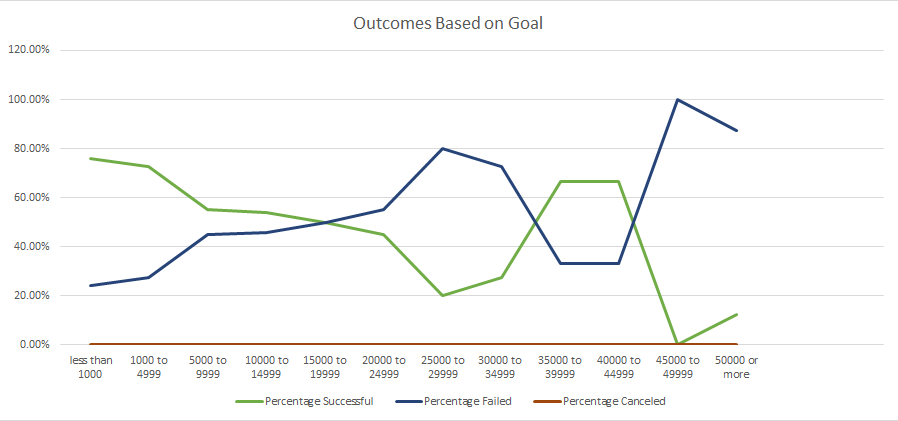 Outcomes Based on Goal
120.00%
100.00%
80.00%
60.00%
40.00%
20.00%
0.00%
less than 1000 to 5000 to 10000 to 15000 to 20000 to 25000 to 30000 to 35000 to 40000 to 45000 to 50000 or
1000 4999 9999 14999 19999 24999 29999 34999 39999 44999 49999 more
Percentage Successful Percentage Failed Percentage Canceled